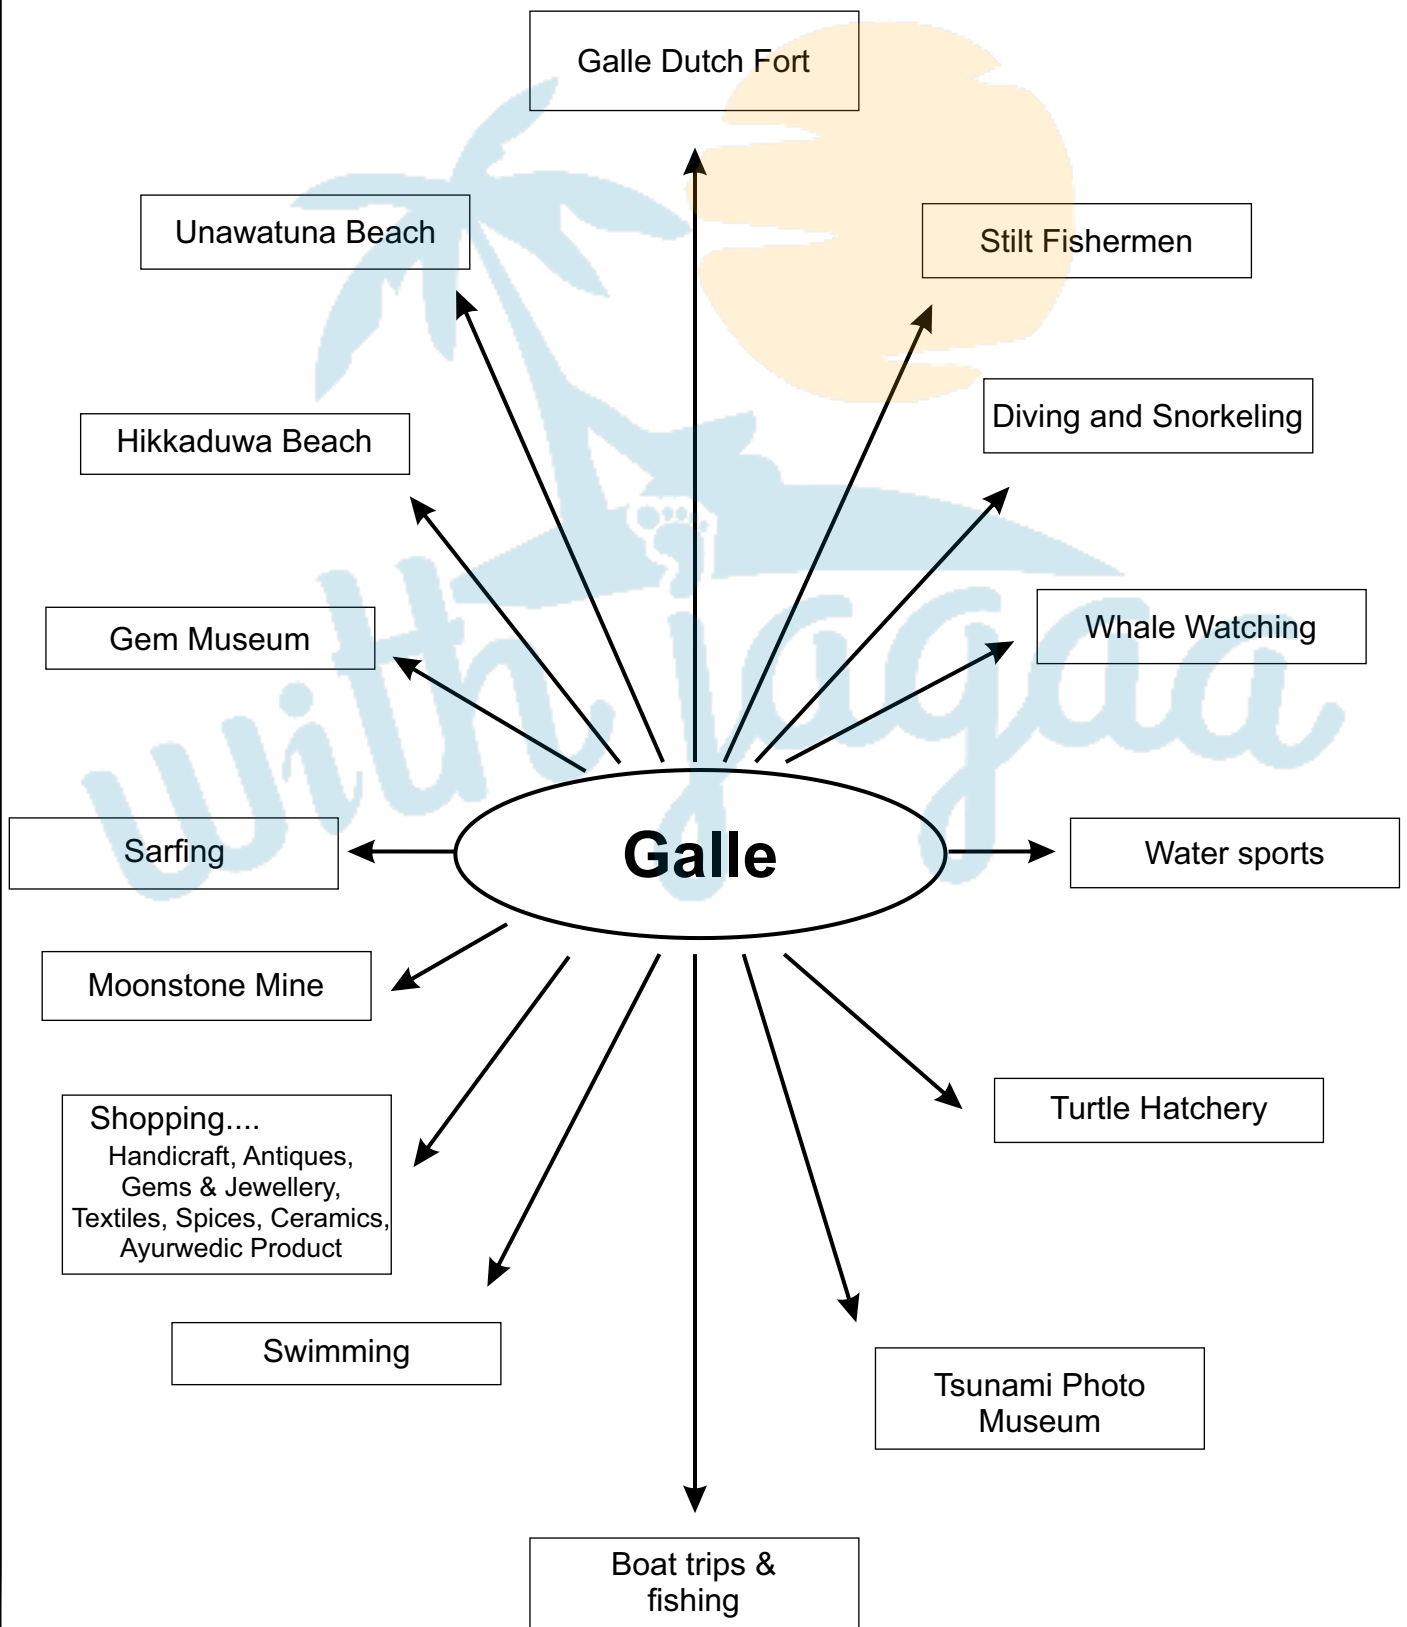 Galle Dutch Fort
Unawatuna Beach
Stilt Fishermen
Diving and Snorkeling
Hikkaduwa Beach
Whale Watching
Gem Museum
with jagaa
Sarfing
Galle
Water sports
Moonstone Mine
Turtle Hatchery
Shopping....
Handicraft, Antiques,
Gems & Jewellery,
Textiles, Spices, Ceramics,
Ayurwedic Product
Swimming
Tsunami Photo
Museum
Boat trips &
fishing